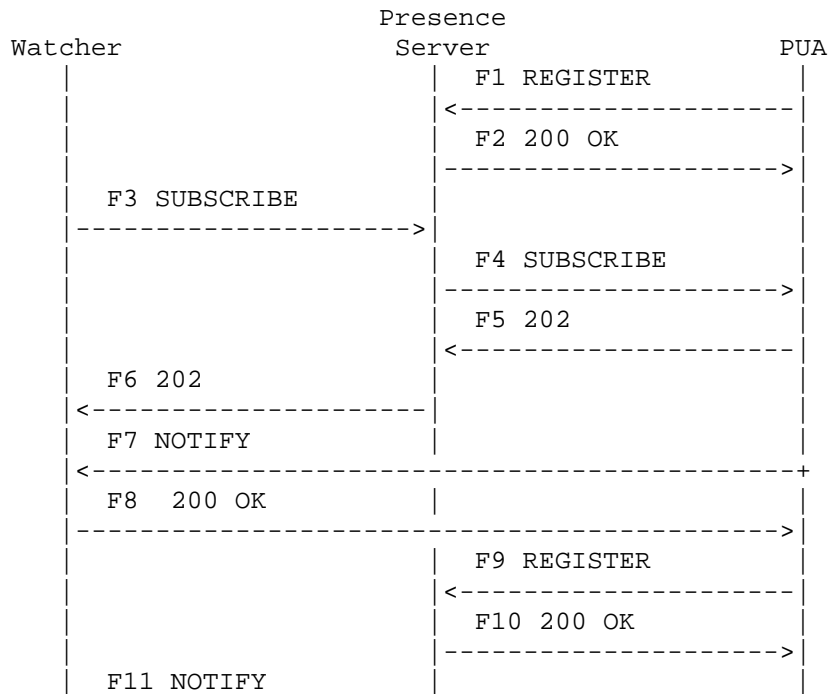 Presence
Watcher Server PUA
F1 REGISTER
F2 200 OK
F3 SUBSCRIBE
F4 SUBSCRIBE
F5 202
F6 202
F7 NOTIFY
F8 200 OK
F9 REGISTER
F10 200 OK
F11 NOTIFY